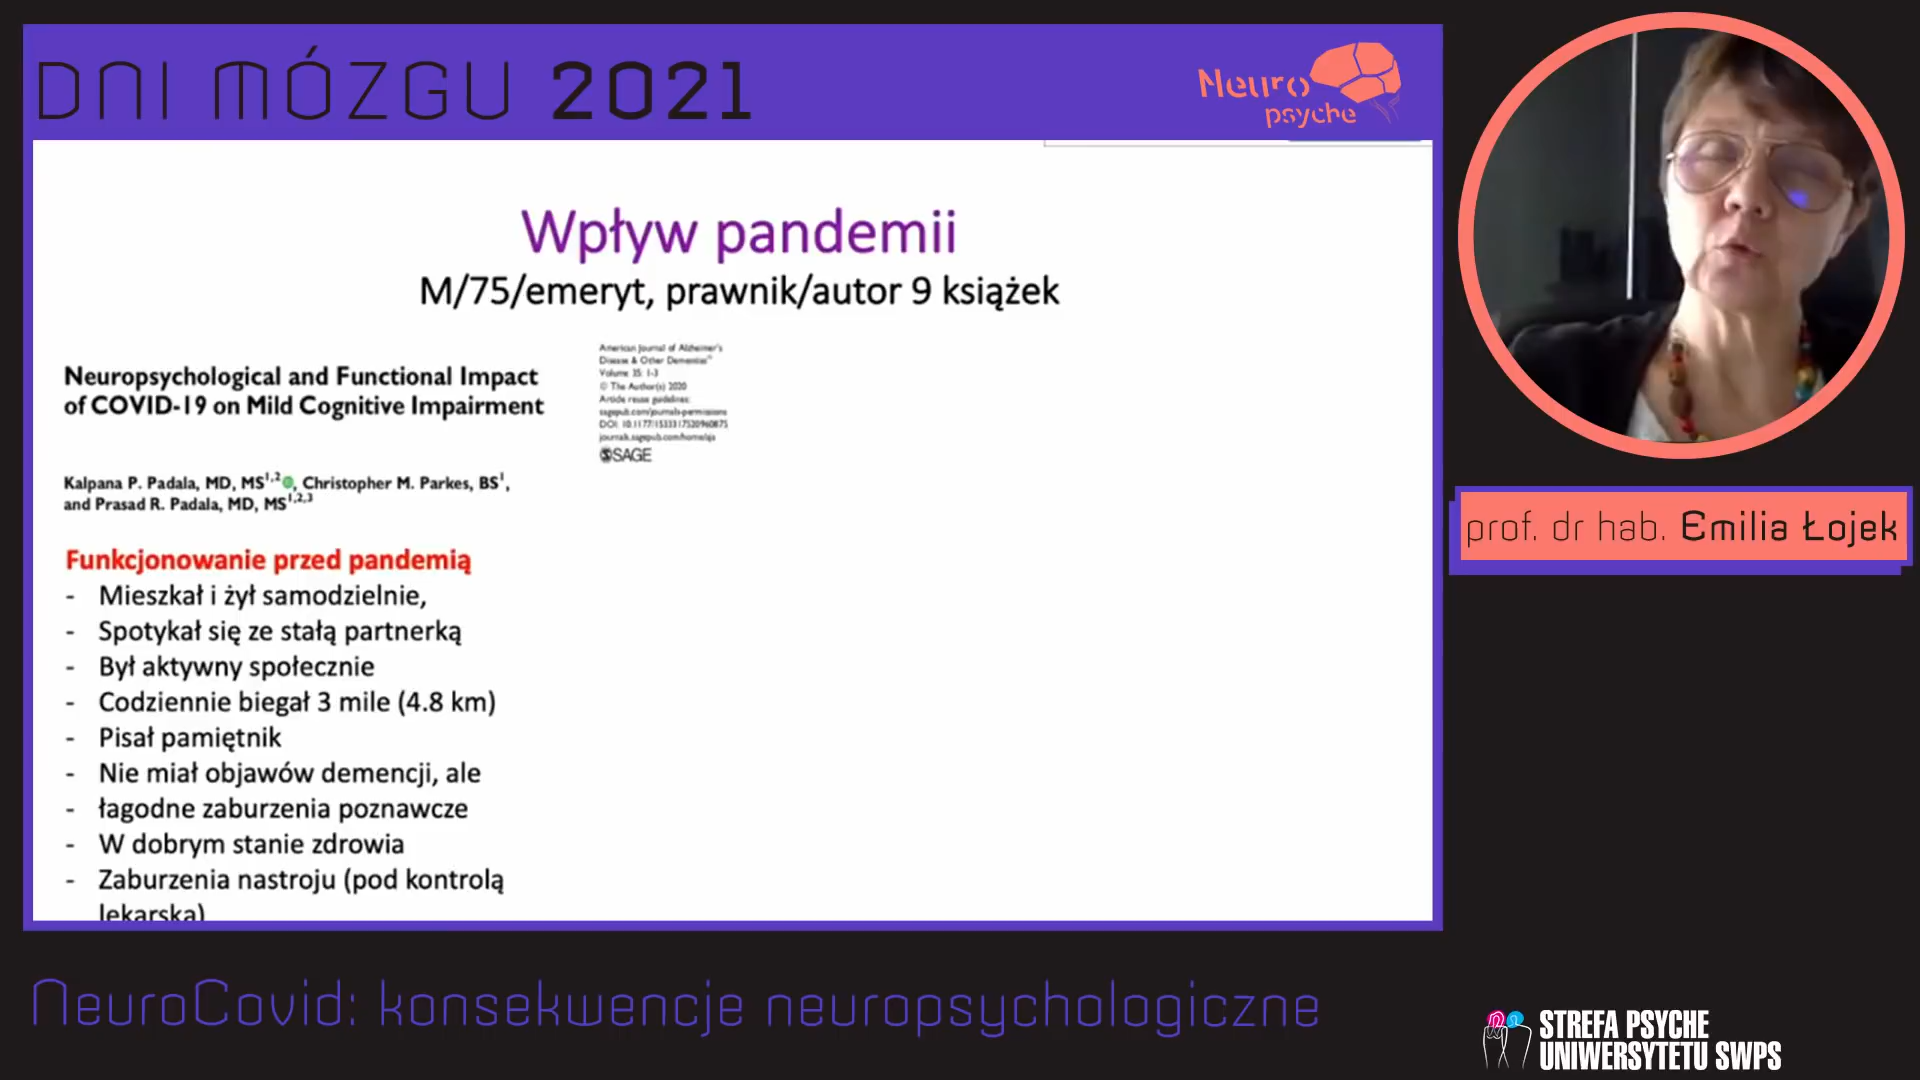 DNI MÓZGU 2021
Neuro
psyche
Wpływ pandemii
M/75/emeryt, prawnik/autor 9 książek
Neuropsychological and Functional Impact
of COVID-19 on Mild Cognitive Impairment
American Journal of Alzheimer's
Disease & Other Dementias
Volume 35: 1-3
© The Author(s) 2020
Article reuse guidelines:
sagepub.com/journals-permissions
DOI: 10.1177/1533317520960875
journals.sagepub.com/home/aja
SAGE
Kalpana P. Padala, MD, MS1,2, Christopher M. Parkes, BS1,
and Prasad R. Padala, MD, MS1,2,3
Funkcjonowanie przed pandemią
- Mieszkał i żył samodzielnie,
- Spotykał się ze stałą partnerką
- Był aktywny społecznie
- Codziennie biegał 3 mile (4.8 km)
- Pisał pamiętnik
- Nie miał objawów demencji, ale
- łagodne zaburzenia poznawcze
- W dobrym stanie zdrowia
- Zaburzenia nastroju (pod kontrolą
lekarską)
prof. dr hab. Emilia Łojek
NeuroCovid: konsekwencje neuropsychologiczne
STREFA PSYCHE
UNIWERSYTETU SWPS